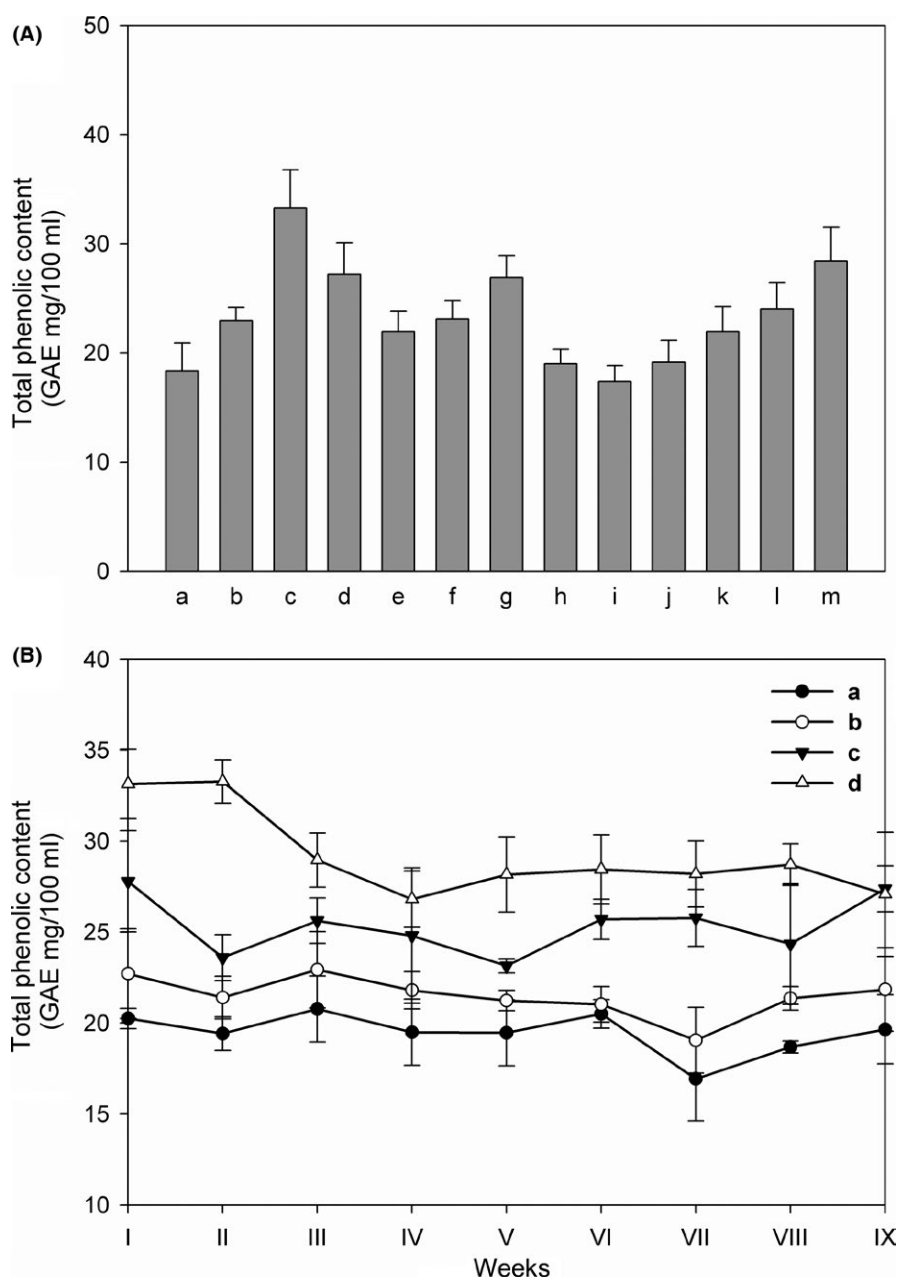 (A)
Total phenolic content
(GAE mg/100 ml)
50
40
30
20
10
0
a b c d e f g h i j k l m
(B)
Total phenolic content
(GAE mg/100 ml)
40
35
30
25
20
15
10
a
b
c
d
I II III IV V VI VII VIII IX
Weeks